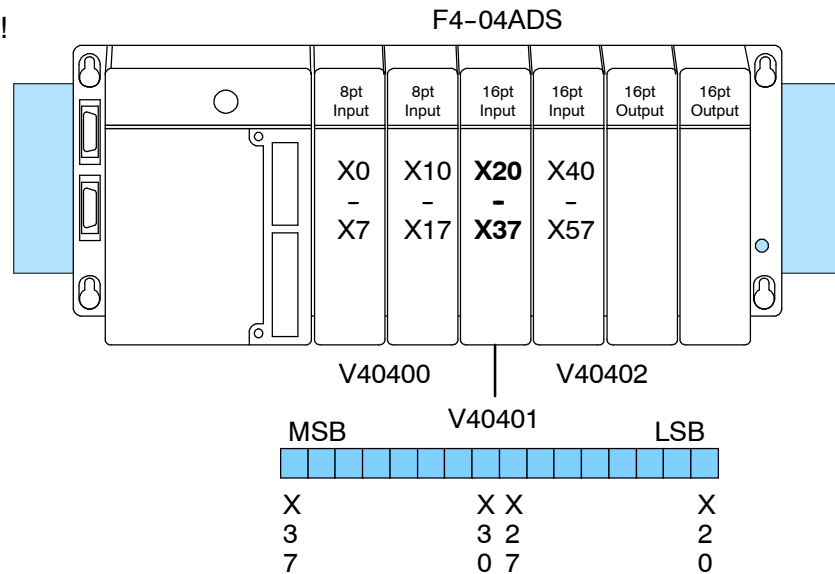 F4-04ADS
!
8pt 8pt 16pt 16pt 16pt 16pt
Input Input Input Input Output Output
X0 X10 X20 X40
- - - -
X7 X17 X37 X57
V40400 V40402
V40401
MSB LSB
X X X X
3 3 2 2
7 0 7 0